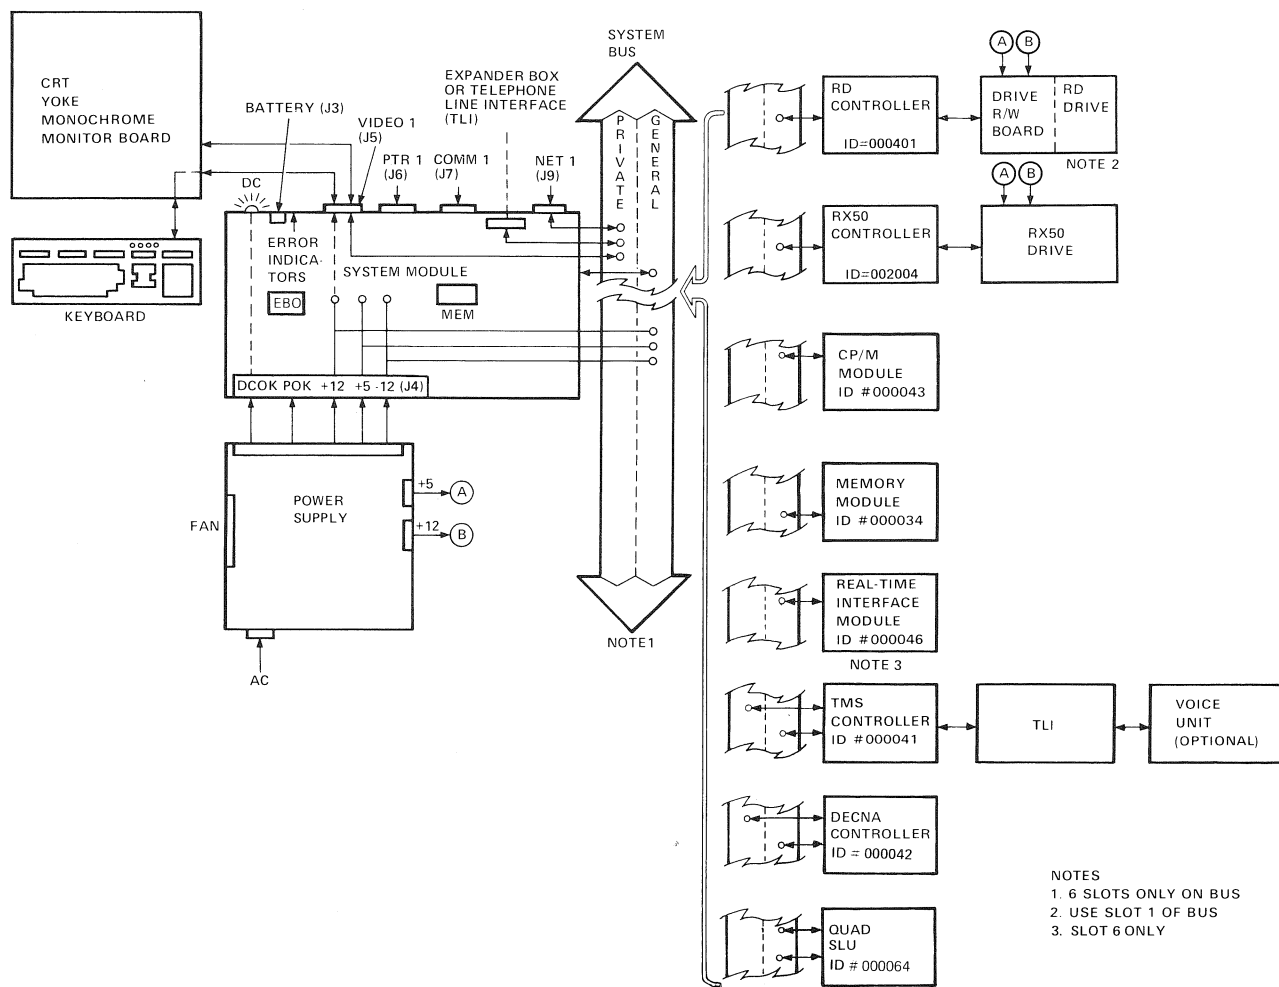 CRT
YOKE
MONOCHROME
MONITOR BOARD
KEYBOARD
BATTERY (J3)
VIDEO 1
(J5)
PTR 1
(J6)
COMM 1
(J7)
EXPANDER BOX
OR TELEPHONE
LINE INTERFACE
(TLI)
NET 1
(J9)
DC
ERROR
INDICA-
TORS
SYSTEM MODULE
EBO
MEM
DCOK POK +12 +5 -12 (J4)
POWER
SUPPLY
FAN
+5
A
+12
B
AC
SYSTEM
BUS
PRIVATE
GENERAL
NOTE1
RD
CONTROLLER
ID=000401
A B
DRIVE
R/W
BOARD
RD
DRIVE
NOTE 2
RX50
CONTROLLER
ID=002004
A B
RX50
DRIVE
CP/M
MODULE
ID #000043
MEMORY
MODULE
ID #000034
REAL-TIME
INTERFACE
MODULE
ID #000046
NOTE 3
TMS
CONTROLLER
ID #000041
TLI
VOICE
UNIT
(OPTIONAL)
DECNA
CONTROLLER
ID = 000042
QUAD
SLU
ID # 000064
NOTES
1. 6 SLOTS ONLY ON BUS
2. USE SLOT 1 OF BUS
3. SLOT 6 ONLY